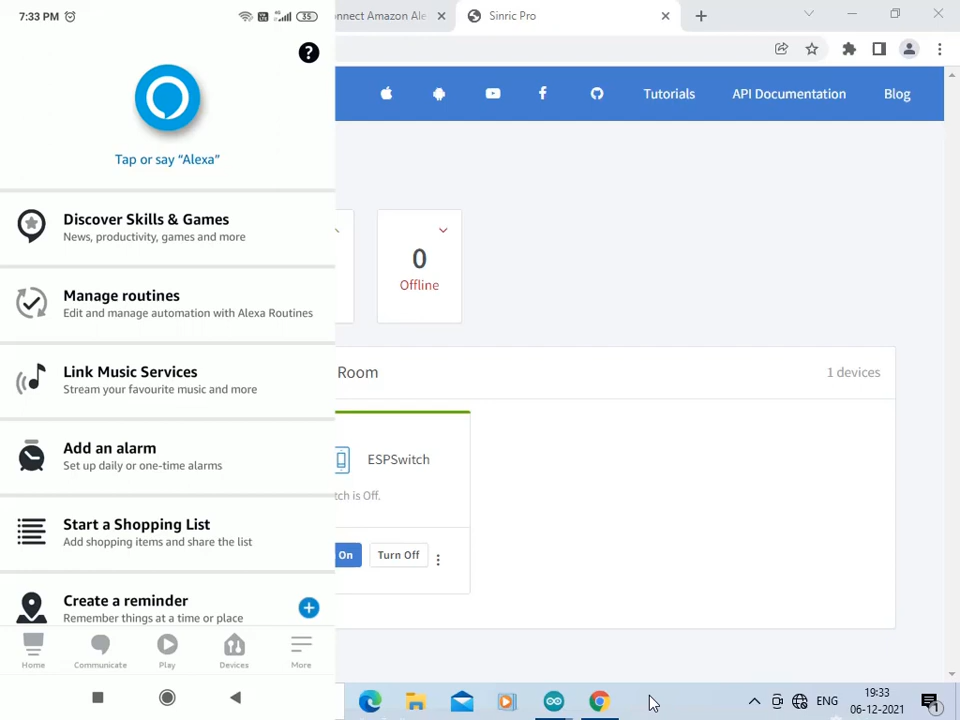 7:33 PM
35
?
Tap or say “Alexa”
Discover Skills & Games
News, productivity, games and more
Manage routines
Edit and manage automation with Alexa Routines
Link Music Services
Stream your favourite music and more
Add an alarm
Set up daily or one-time alarms
Start a Shopping List
Add shopping items and share the list
Create a reminder
Remember things at a time or place
Home
Communicate
Play
Devices
More
onnect Amazon Ale
Sinric Pro
Tutorials
API Documentation
Blog
0
Offline
Room
1 devices
ESPSwitch
tch is Off.
On
Turn Off
ENG
19:33
06-12-2021
1